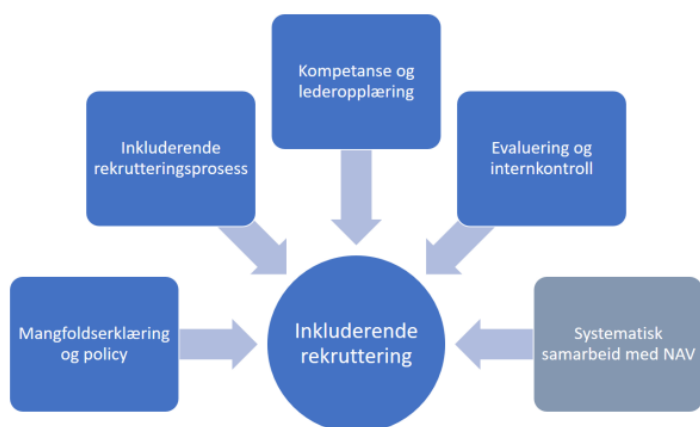 Kompetanse og
lederopplæring
Inkluderende
rekrutteringsprosess
Evaluering og
internkontroll
Mangfoldserklæring
og policy
Inkluderende
rekruttering
Systematisk
samarbeid med NAV